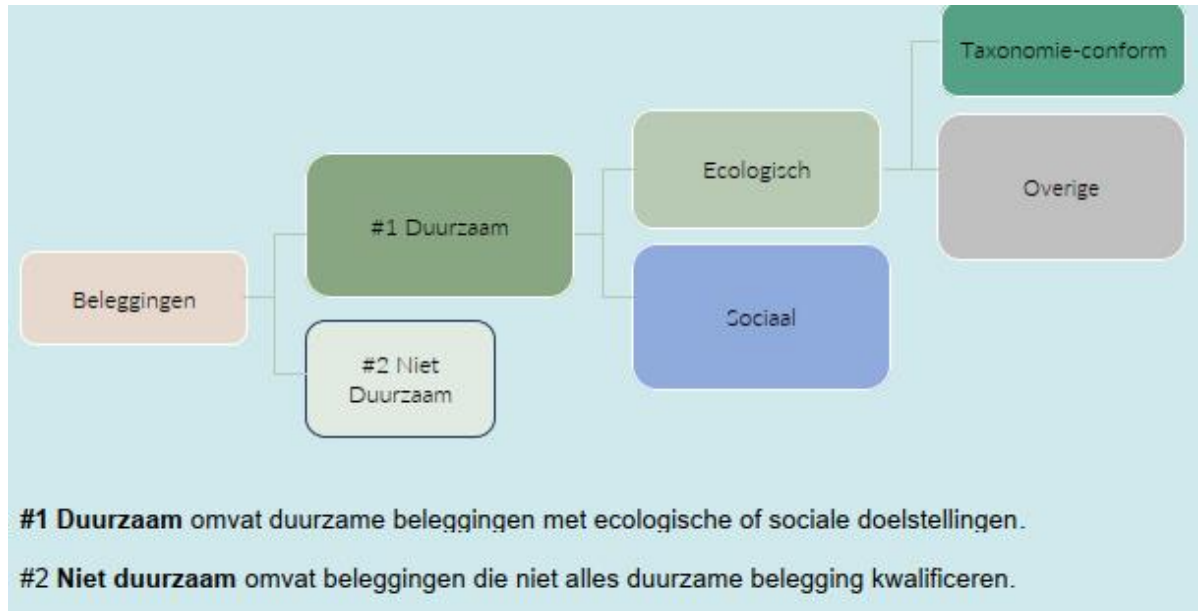 Taxonomie-conform
Ecologisch
Overige
#1 Duurzaam
Beleggingen
Sociaal
#2 Niet
Duurzaam
#1 Duurzaam omvat duurzame beleggingen met ecologische of sociale doelstellingen.
#2 Niet duurzaam omvat beleggingen die niet alles duurzame belegging kwalificeren.